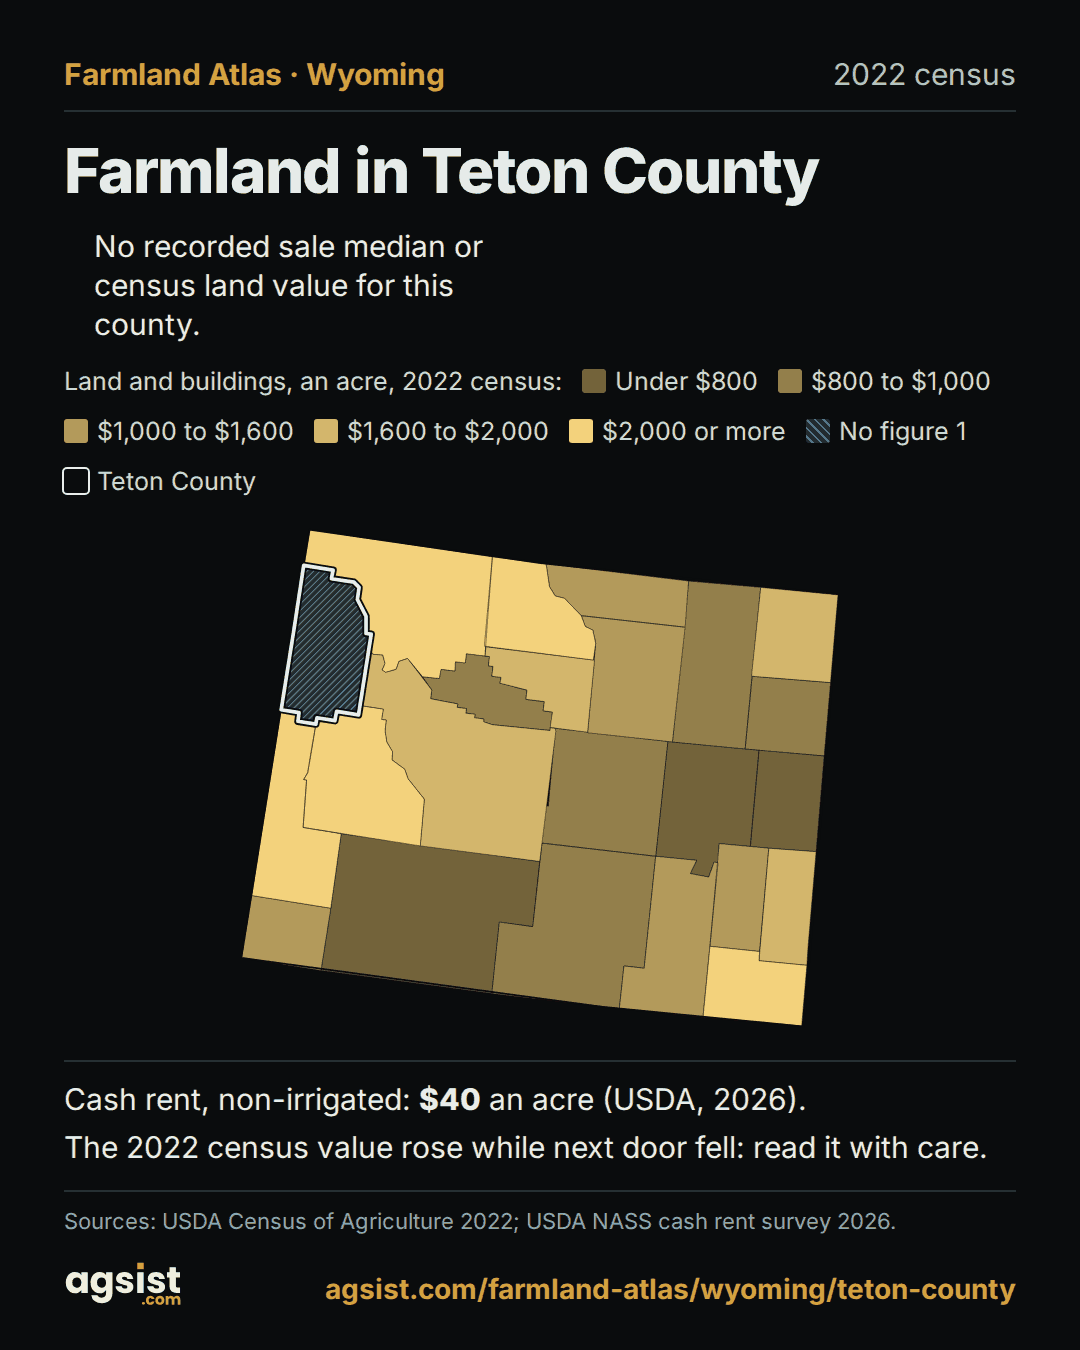 Farmland Atlas · Wyoming
2022 census
Farmland in Teton County
No recorded sale median or
census land value for this
county.
Land and buildings, an acre, 2022 census: Under $800 $800 to $1,000
$1,000 to $1,600 $1,600 to $2,000 $2,000 or more No figure 1
Teton County
Cash rent, non-irrigated: $40 an acre (USDA, 2026).
The 2022 census value rose while next door fell: read it with care.
Sources: USDA Census of Agriculture 2022; USDA NASS cash rent survey 2026.
agsist.com
agsist.com/farmland-atlas/wyoming/teton-county